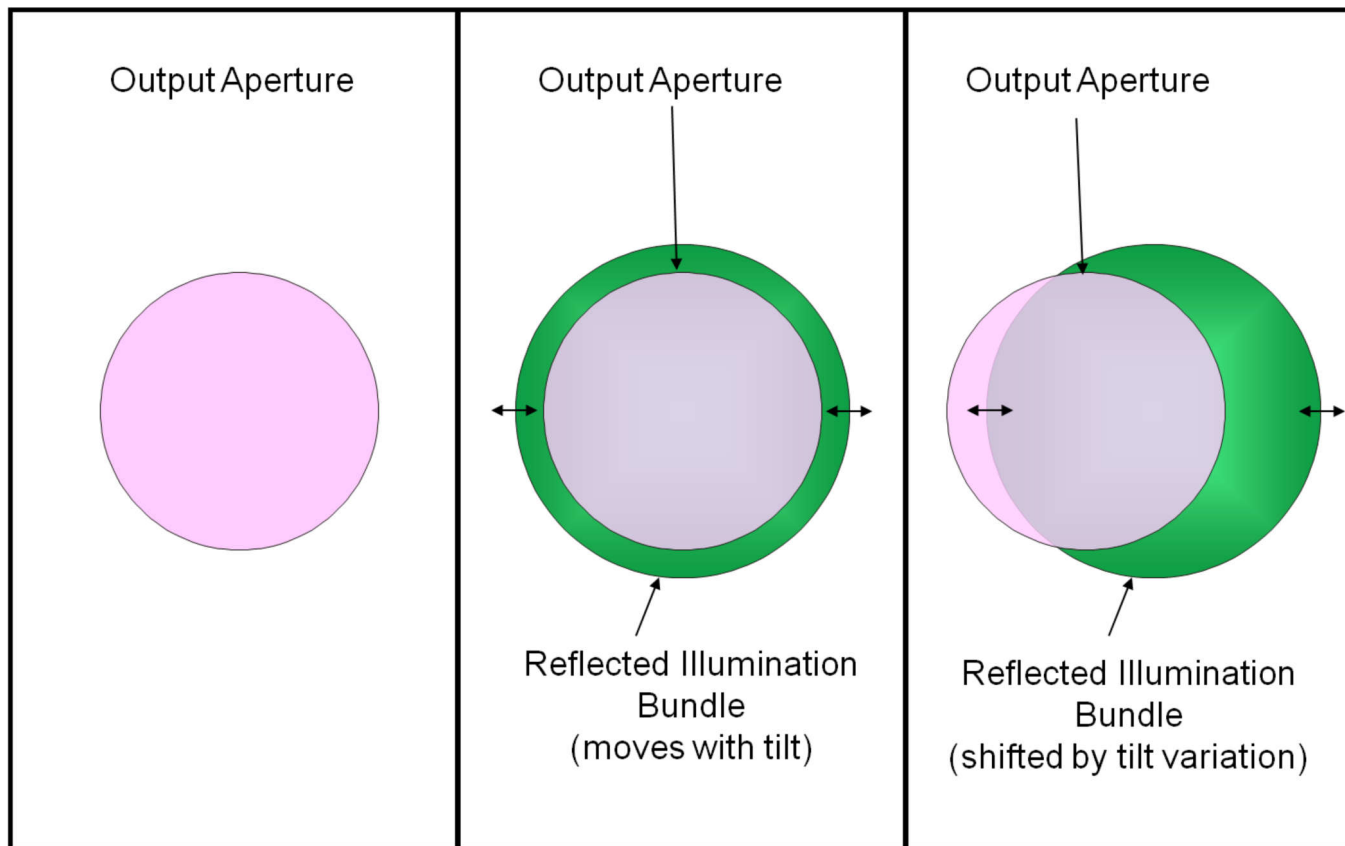 Output Aperture
Output Aperture
Reflected Illumination
Bundle
(moves with tilt)
Output Aperture
Reflected Illumination
Bundle
(shifted by tilt variation)